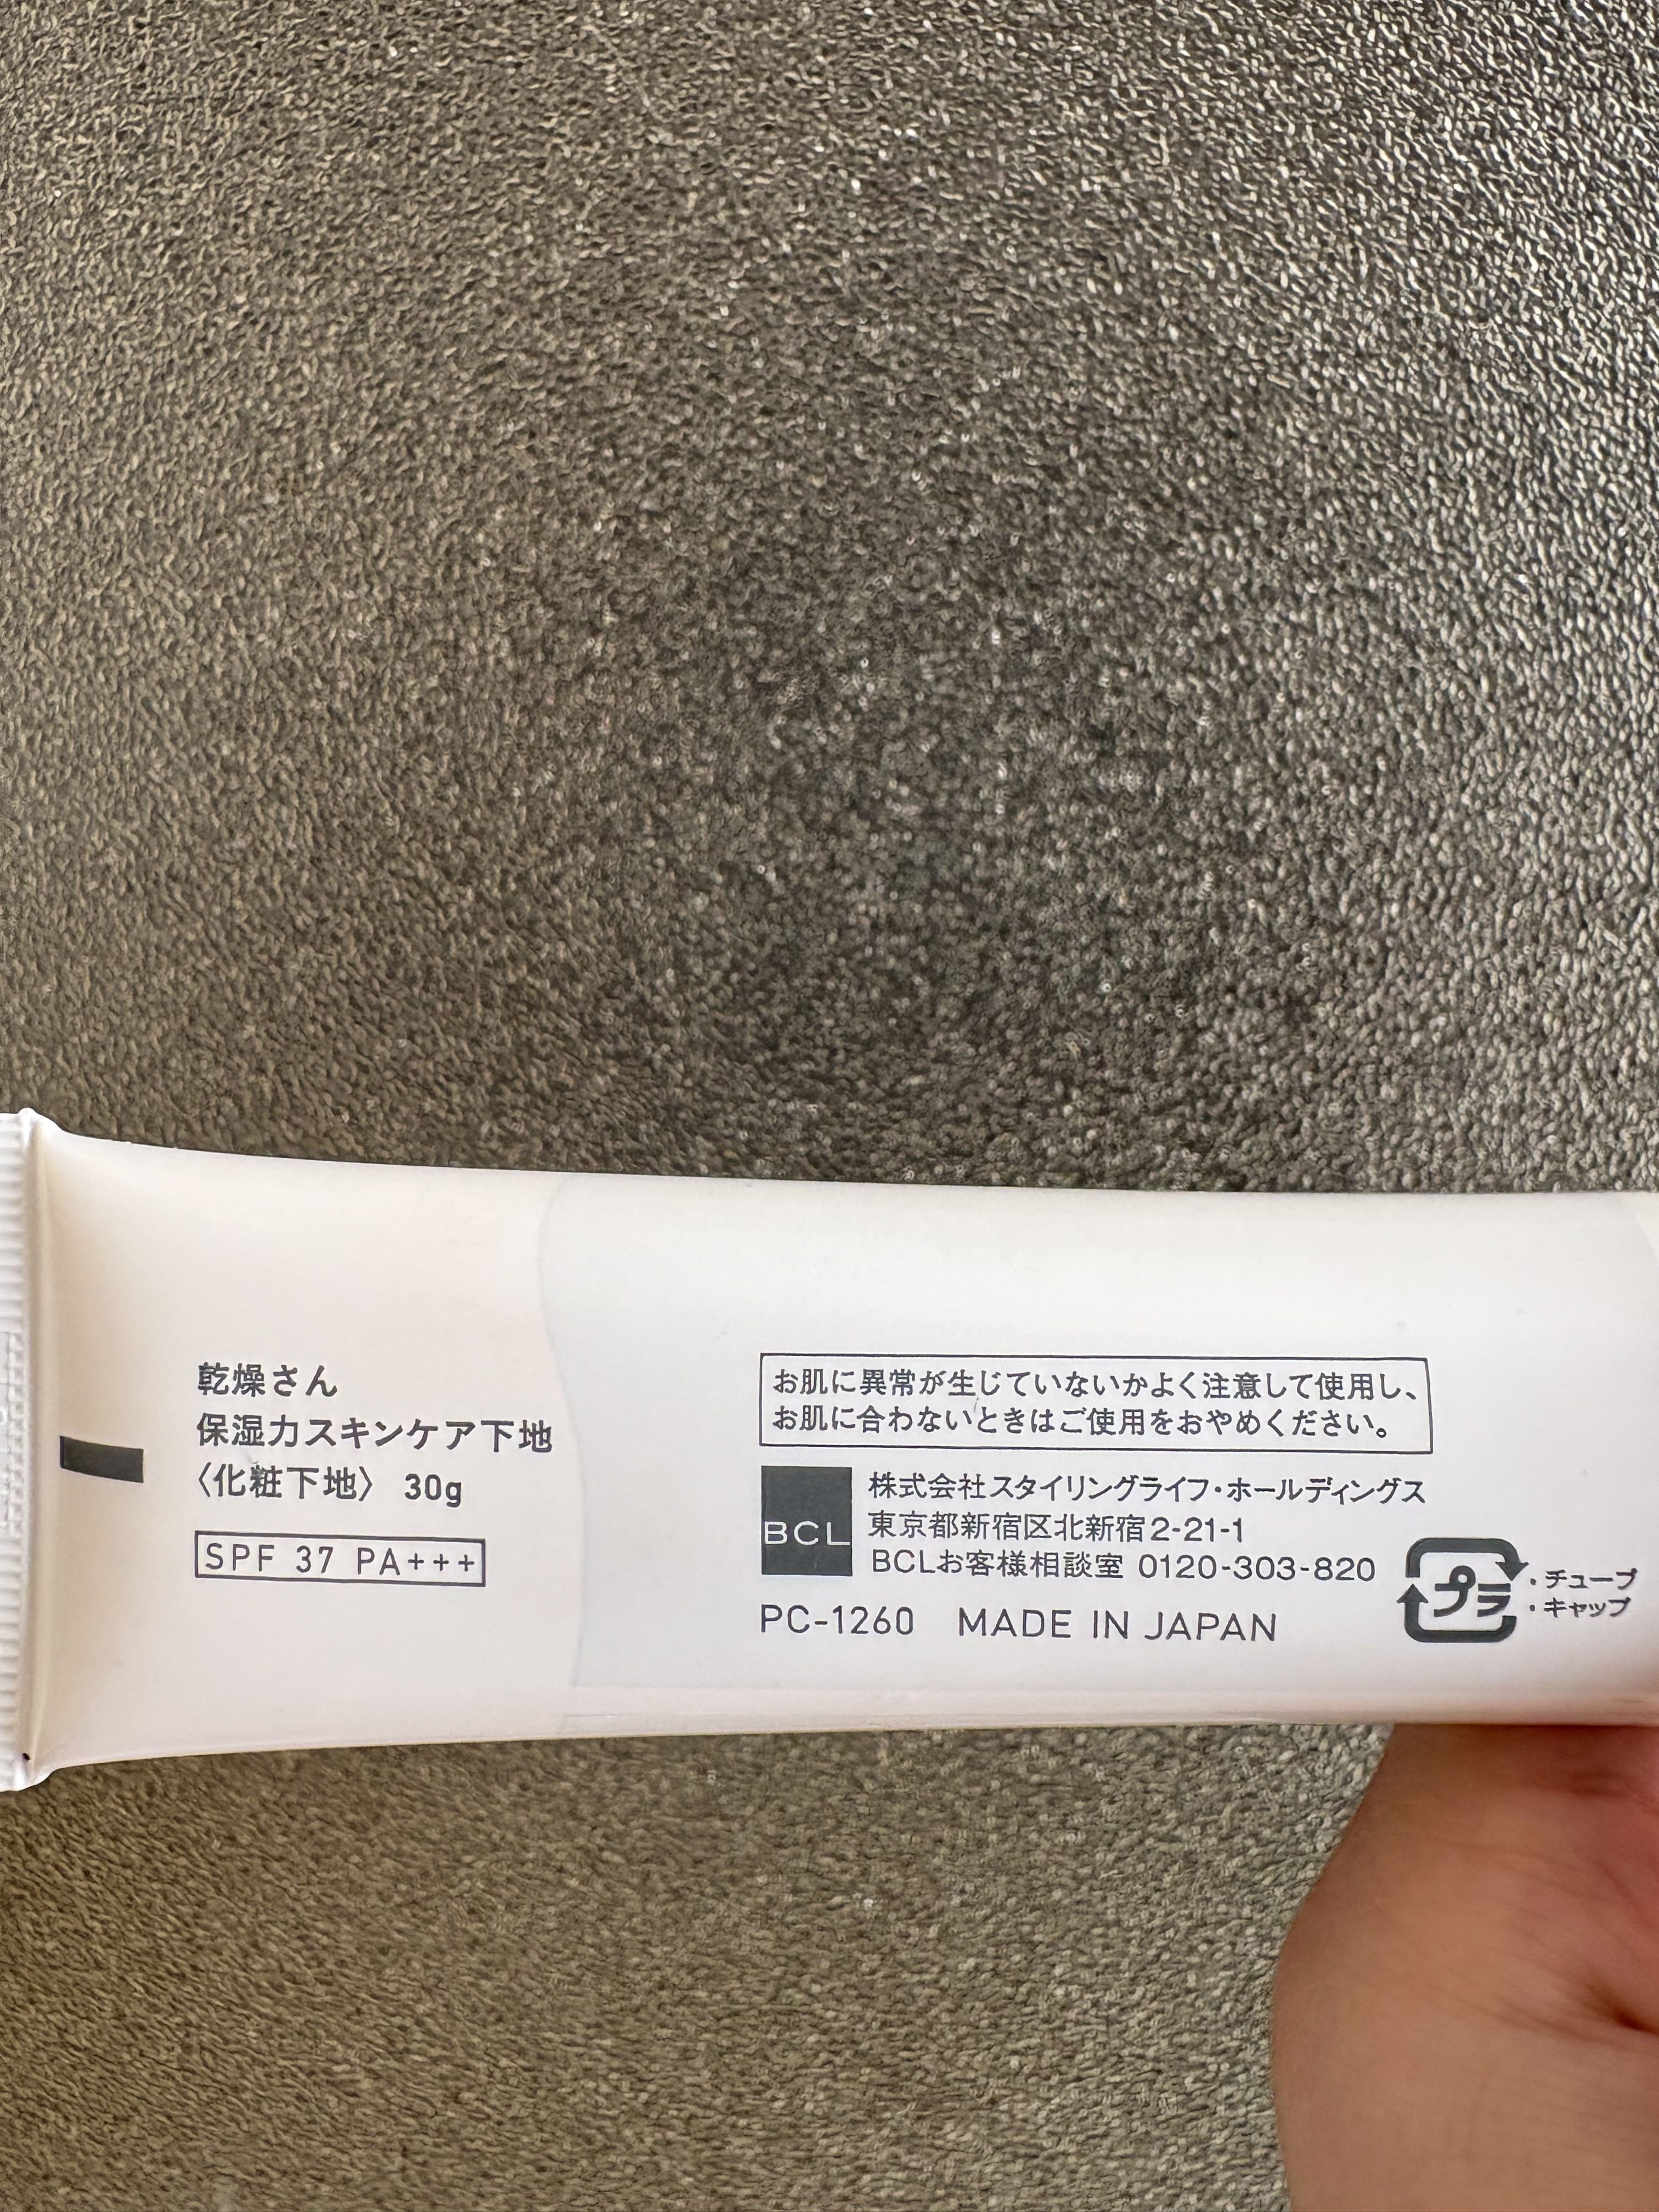 乾燥さん
保湿力スキンケア下地
〈化粧下地〉 30g
SPF 37 PA+++
お肌に異常が生じていないかよく注意して使用し、
お肌に合わないときはご使用をおやめください。
BCL
株式会社スタイリングライフ・ホールディングス
東京都新宿区北新宿2-21-1
BCLお客様相談室 0120-303-820
PC-1260 MADE IN JAPAN
プラ
・チューブ
・キャップ